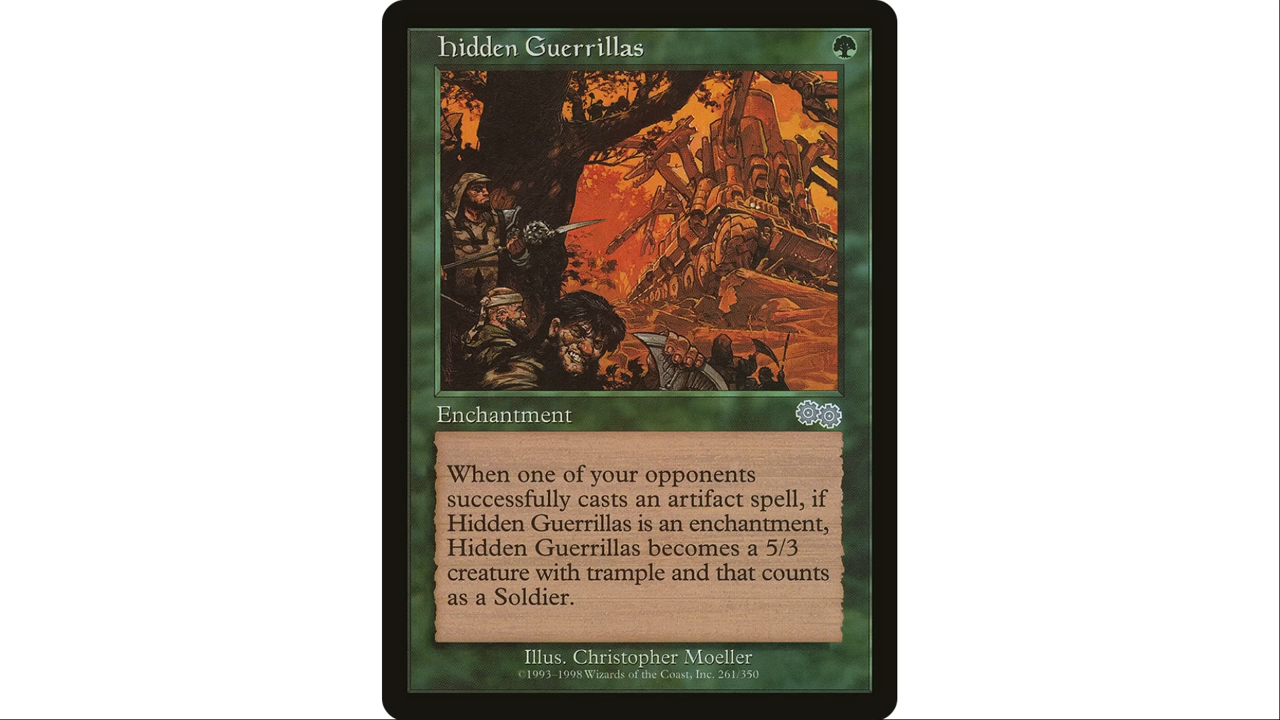 Hidden Guerrillas
Enchantment
When one of your opponents
successfully casts an artifact spell, if
Hidden Guerrillas is an enchantment,
Hidden Guerrillas becomes a 5/3
creature with trample and that counts
as a Soldier.
Illus. Christopher Moeller
©1993–1998 Wizards of the Coast, Inc. 261/350